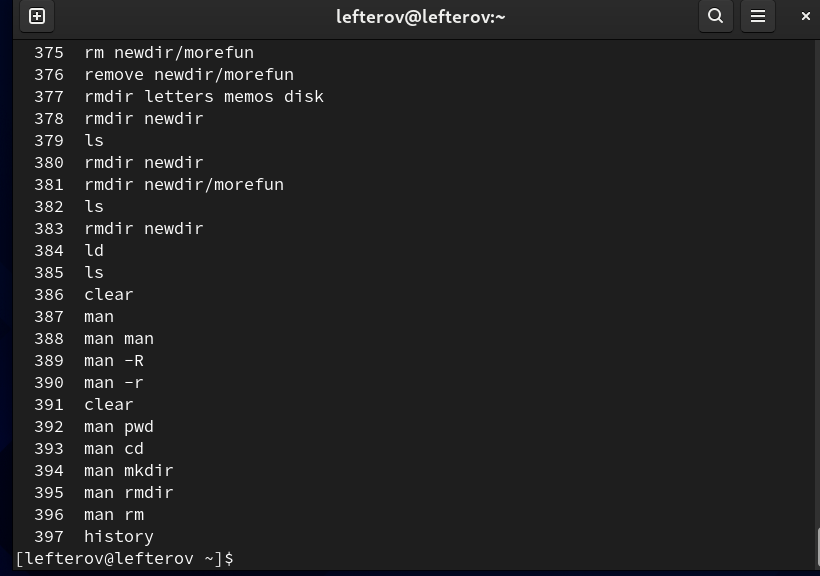 lefterov@lefterov:~
375 rm newdir/morefun
376 remove newdir/morefun
377 rmdir letters memos disk
378 rmdir newdir
379 ls
380 rmdir newdir
381 rmdir newdir/morefun
382 ls
383 rmdir newdir
384 ld
385 ls
386 clear
387 man
388 man man
389 man -R
390 man -r
391 clear
392 man pwd
393 man cd
394 man mkdir
395 man rmdir
396 man rm
397 history
[lefterov@lefterov ~]$